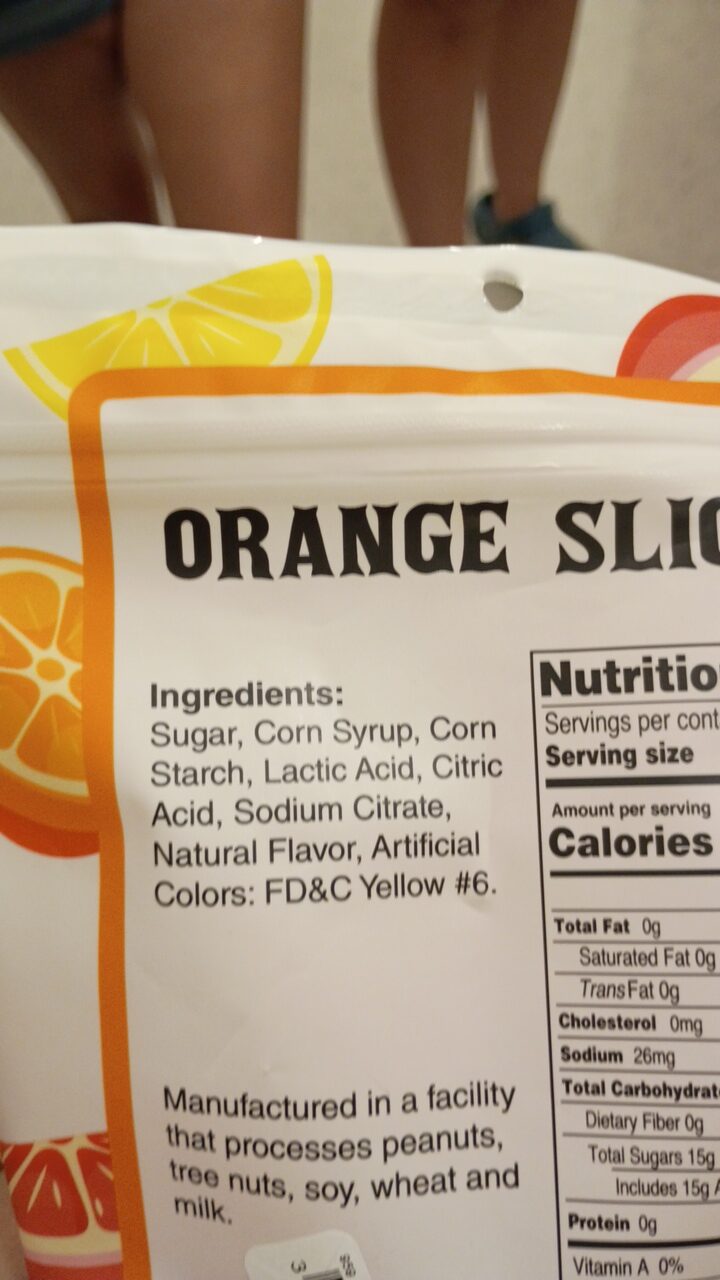 ORANGE SLIC
Ingredients:
Sugar, Corn Syrup, Corn
Starch, Lactic Acid, Citric
Acid, Sodium Citrate,
Natural Flavor, Artificial
Colors: FD&C Yellow #6.
Manufactured in a facility
that processes peanuts,
tree nuts, soy, wheat and
milk.
Nutritio
Servings per cont
Serving size
Amount per serving
Calories
Total Fat 0g
Saturated Fat 0g
Trans Fat 0g
Cholesterol 0mg
Sodium 26mg
Total Carbohydrat
Dietary Fiber 0g
Total Sugars 15g
Includes 15g A
Protein 0g
Vitamin A 0%